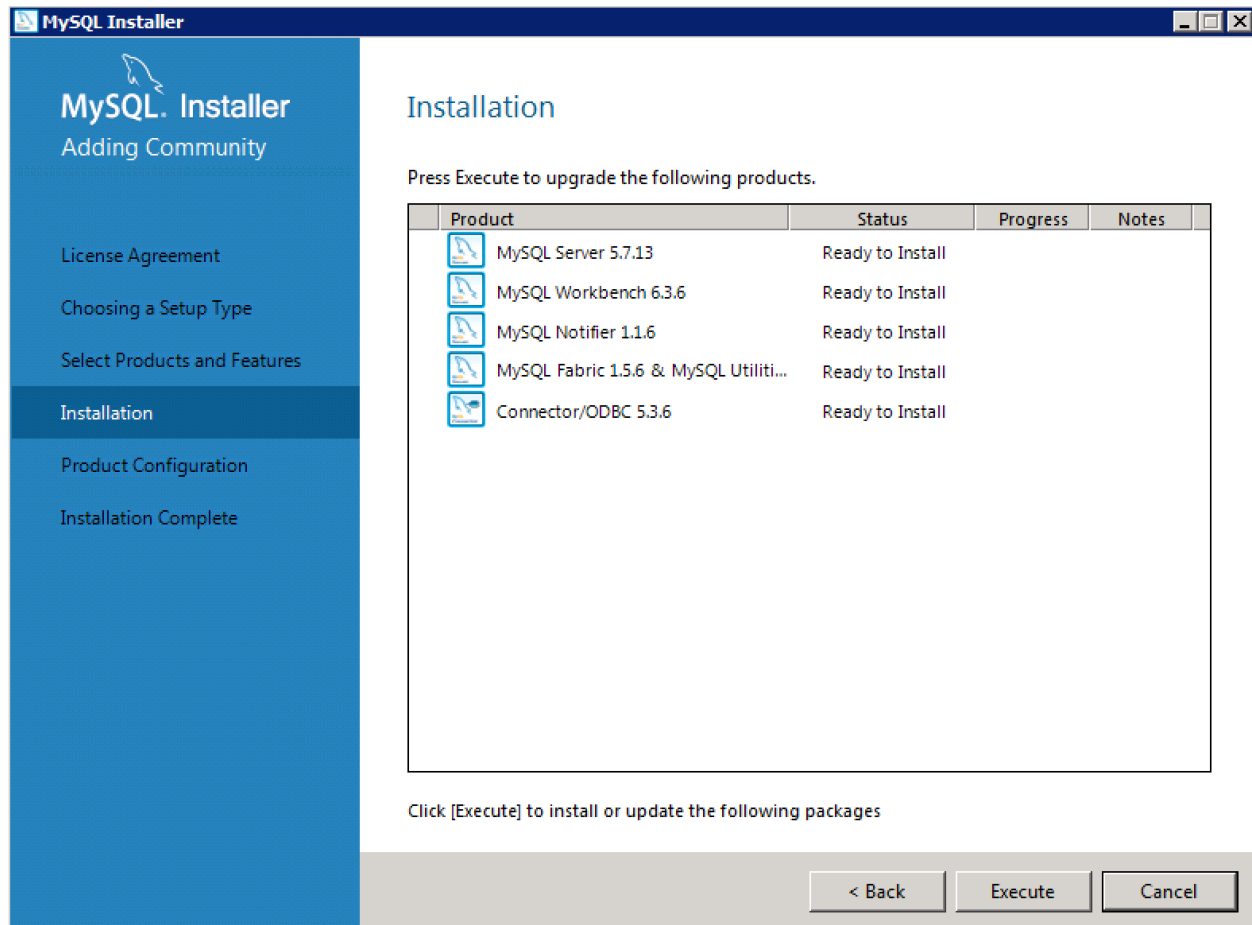 MySQL Installer
MySQL. Installer
Adding Community
License Agreement
Choosing a Setup Type
Select Products and Features
Installation
Product Configuration
Installation Complete
Installation
Press Execute to upgrade the following products.
Product Status Progress Notes
MySQL Server 5.7.13 Ready to Install
MySQL Workbench 6.3.6 Ready to Install
MySQL Notifier 1.1.6 Ready to Install
MySQL Fabric 1.5.6 & MySQL Utiliti... Ready to Install
Connector/ODBC 5.3.6 Ready to Install
Click [Execute] to install or update the following packages
< Back Execute Cancel